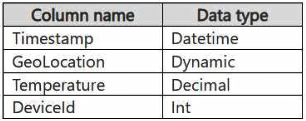 Column name Data type
Timestamp Datetime
GeoLocation Dynamic
Temperature Decimal
DeviceId Int